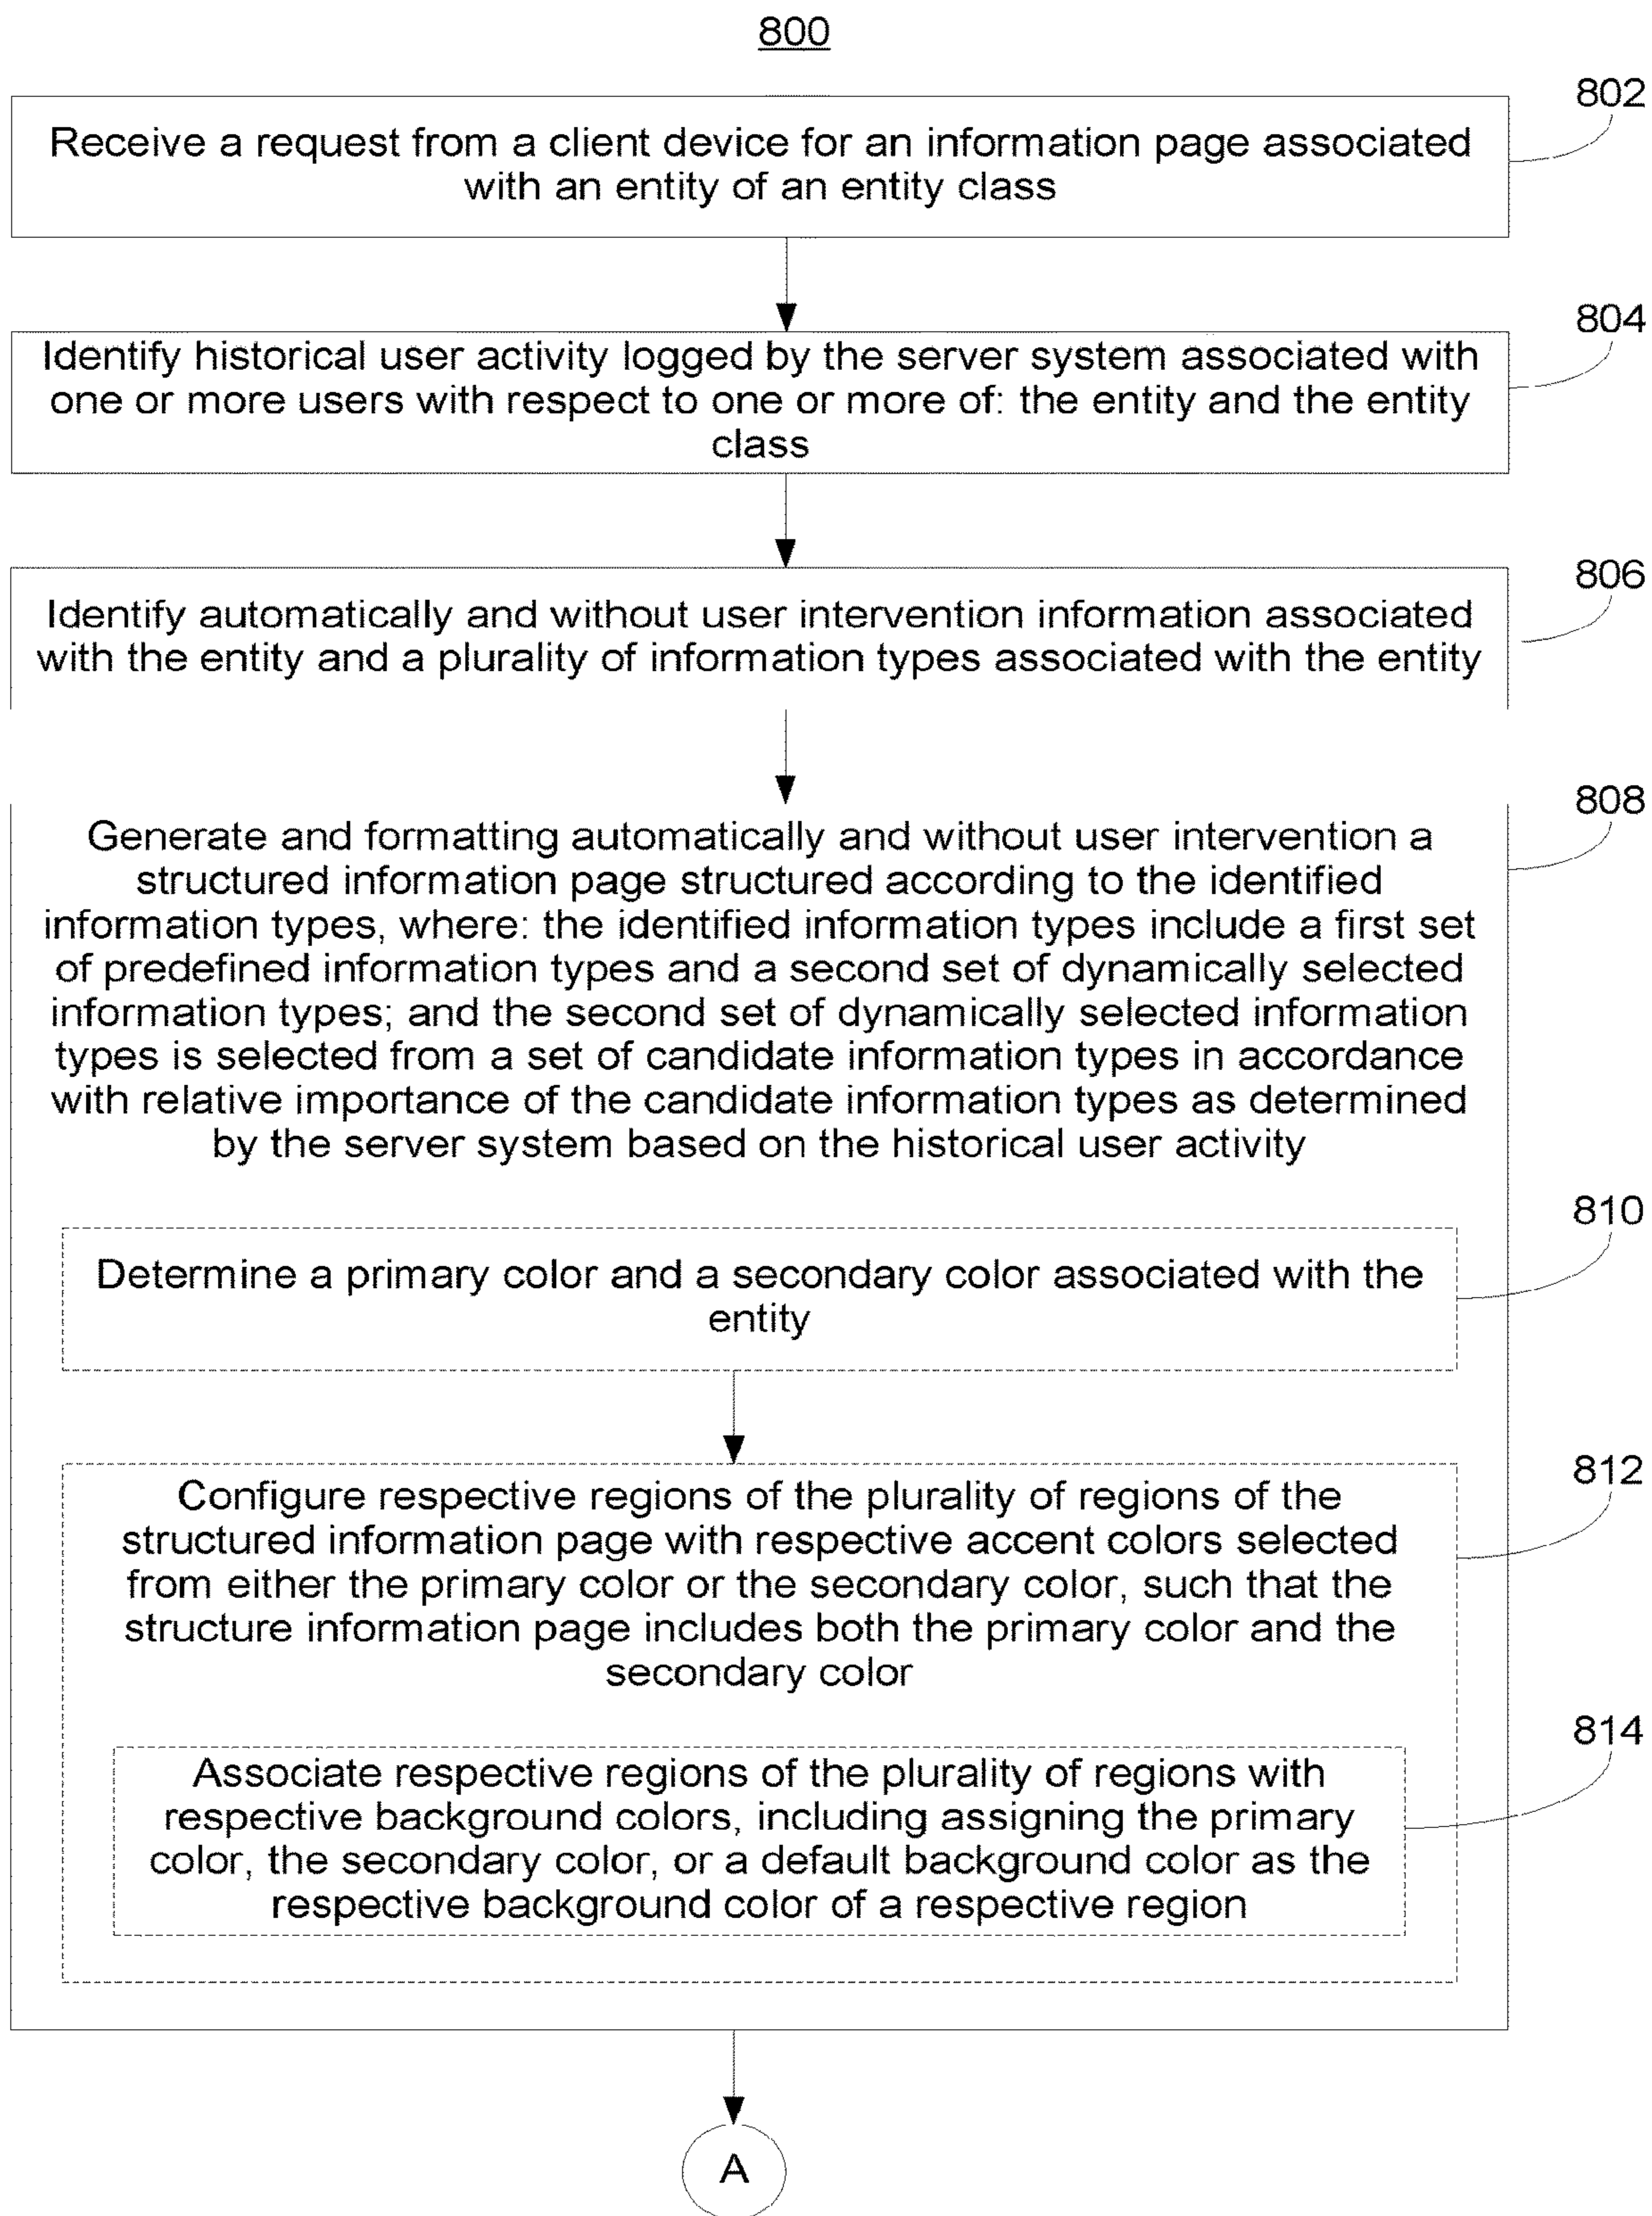 800
802
Receive a request from a client device for an information page associated
with an entity of an entity class
804
Identify historical user activity logged by the server system associated with
one or more users with respect to one or more of: the entity and the entity
class
806
Identify automatically and without user intervention information associated
with the entity and a plurality of information types associated with the entity
808
Generate and formatting automatically and without user intervention a
structured information page structured according to the identified
information types, where: the identified information types include a first set
of predefined information types and a second set of dynamically selected
information types; and the second set of dynamically selected information
types is selected from a set of candidate information types in accordance
with relative importance of the candidate information types as determined
by the server system based on the historical user activity
810
Determine a primary color and a secondary color associated with the
entity
812
Configure respective regions of the plurality of regions of the
structured information page with respective accent colors selected
from either the primary color or the secondary color, such that the
structure information page includes both the primary color and the
secondary color
814
Associate respective regions of the plurality of regions with
respective background colors, including assigning the primary
color, the secondary color, or a default background color as the
respective background color of a respective region
A